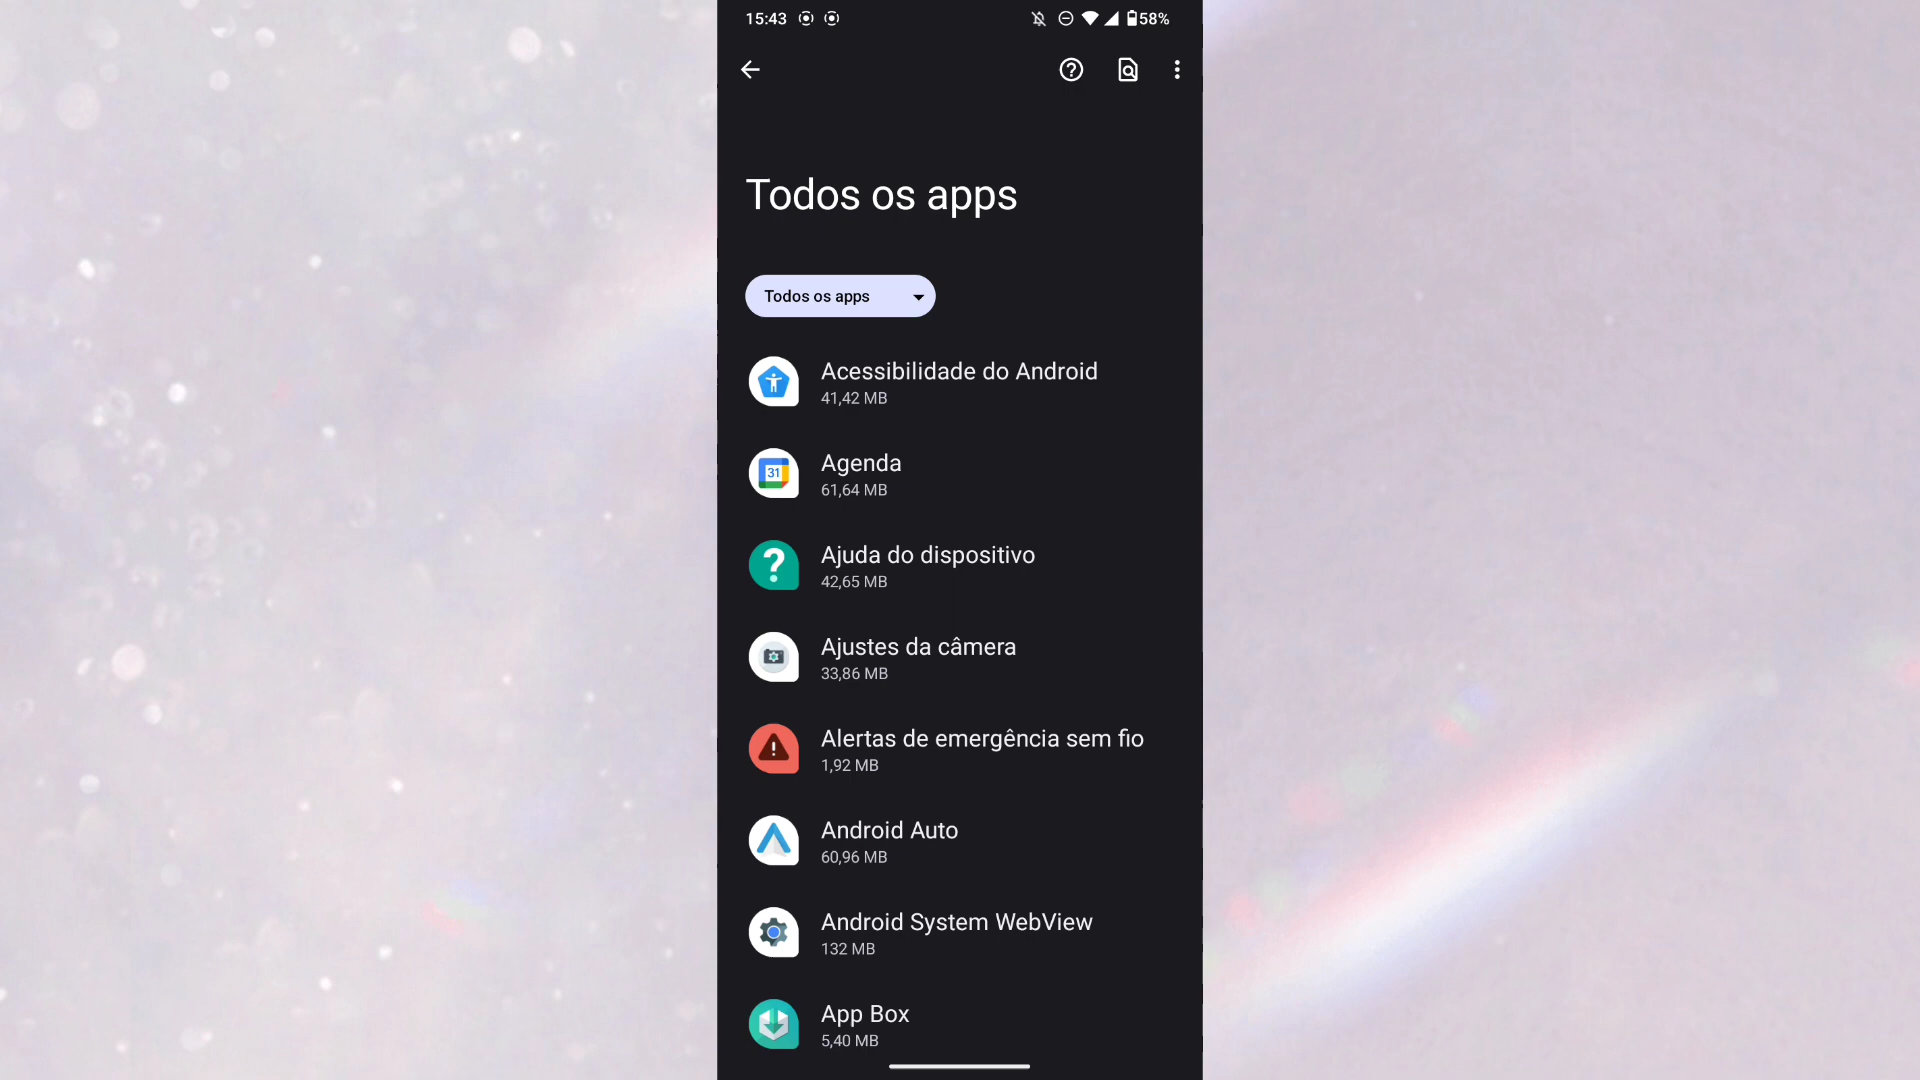 15:43
58%
Todos os apps
Todos os apps
Acessibilidade do Android
41,42 MB
Agenda
31
61,64 MB
Ajuda do dispositivo
42,65 MB
Ajustes da câmera
33,86 MB
Alertas de emergência sem fio
1,92 MB
Android Auto
60,96 MB
Android System WebView
132 MB
App Box
5,40 MB